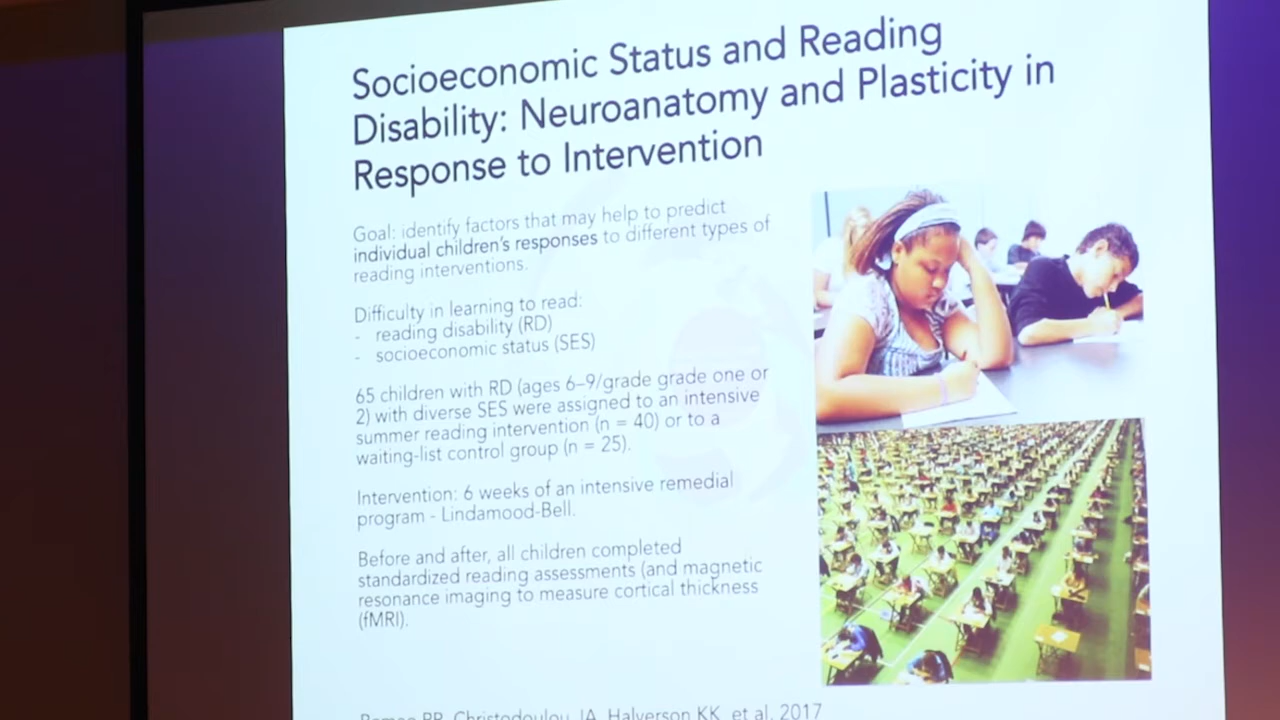 Socioeconomic Status and Reading
Disability: Neuroanatomy and Plasticity in
Response to Intervention
Goal: identify factors that may help to predict
individual children's responses to different types of
reading interventions.
Difficulty in learning to read:
- reading disability (RD)
- socioeconomic status (SES)
65 children with RD (ages 6–9/grade grade one or
2) with diverse SES were assigned to an intensive
summer reading intervention (n = 40) or to a
waiting-list control group (n = 25).
Intervention: 6 weeks of an intensive remedial
program - Lindamood-Bell.
Before and after, all children completed
standardized reading assessments (and magnetic
resonance imaging to measure cortical thickness
(fMRI).
RR, Christodoulou JA, Halverson KK, et al. 2017